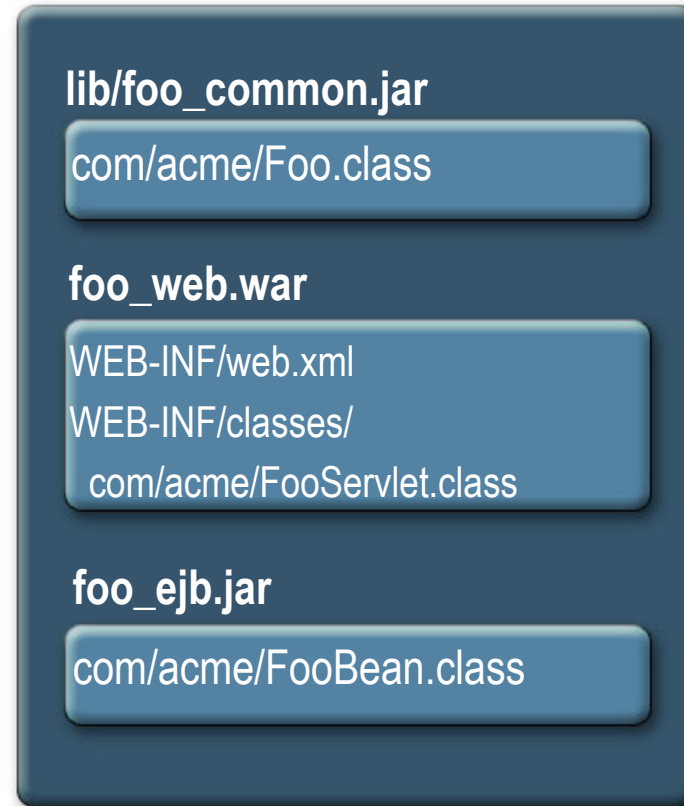 lib/foo_common.jar
com/acme/Foo.class
foo_web.war
WEB-INF/web.xml
WEB-INF/classes/
com/acme/FooServlet.class
foo_ejb.jar
com/acme/FooBean.class